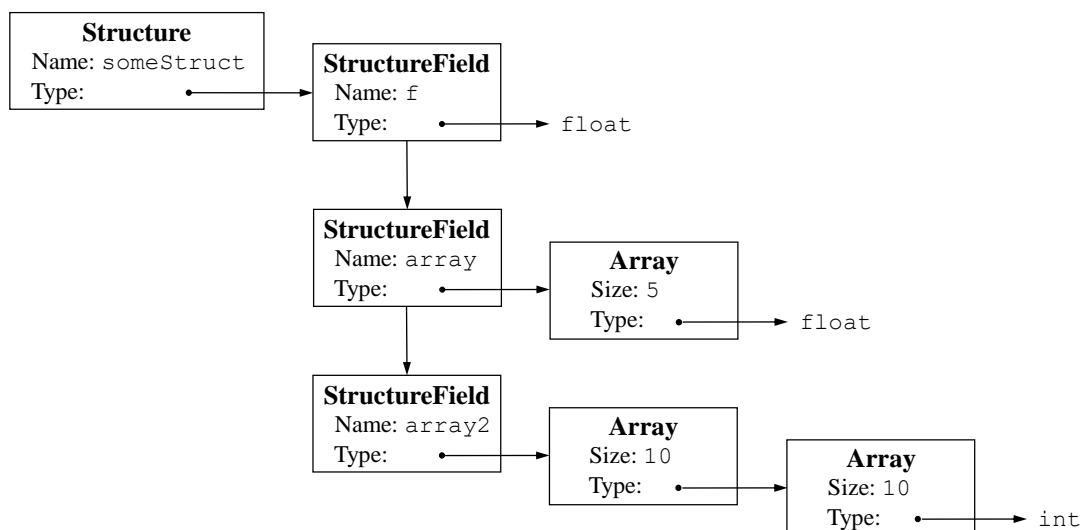 Structure
Name: someStruct
Type:
StructureField
Name: f
Type:
float
StructureField
Name: array
Type:
Array
Size: 5
Type:
float
StructureField
Name: array2
Type:
Array
Size: 10
Type:
Array
Size: 10
Type:
int